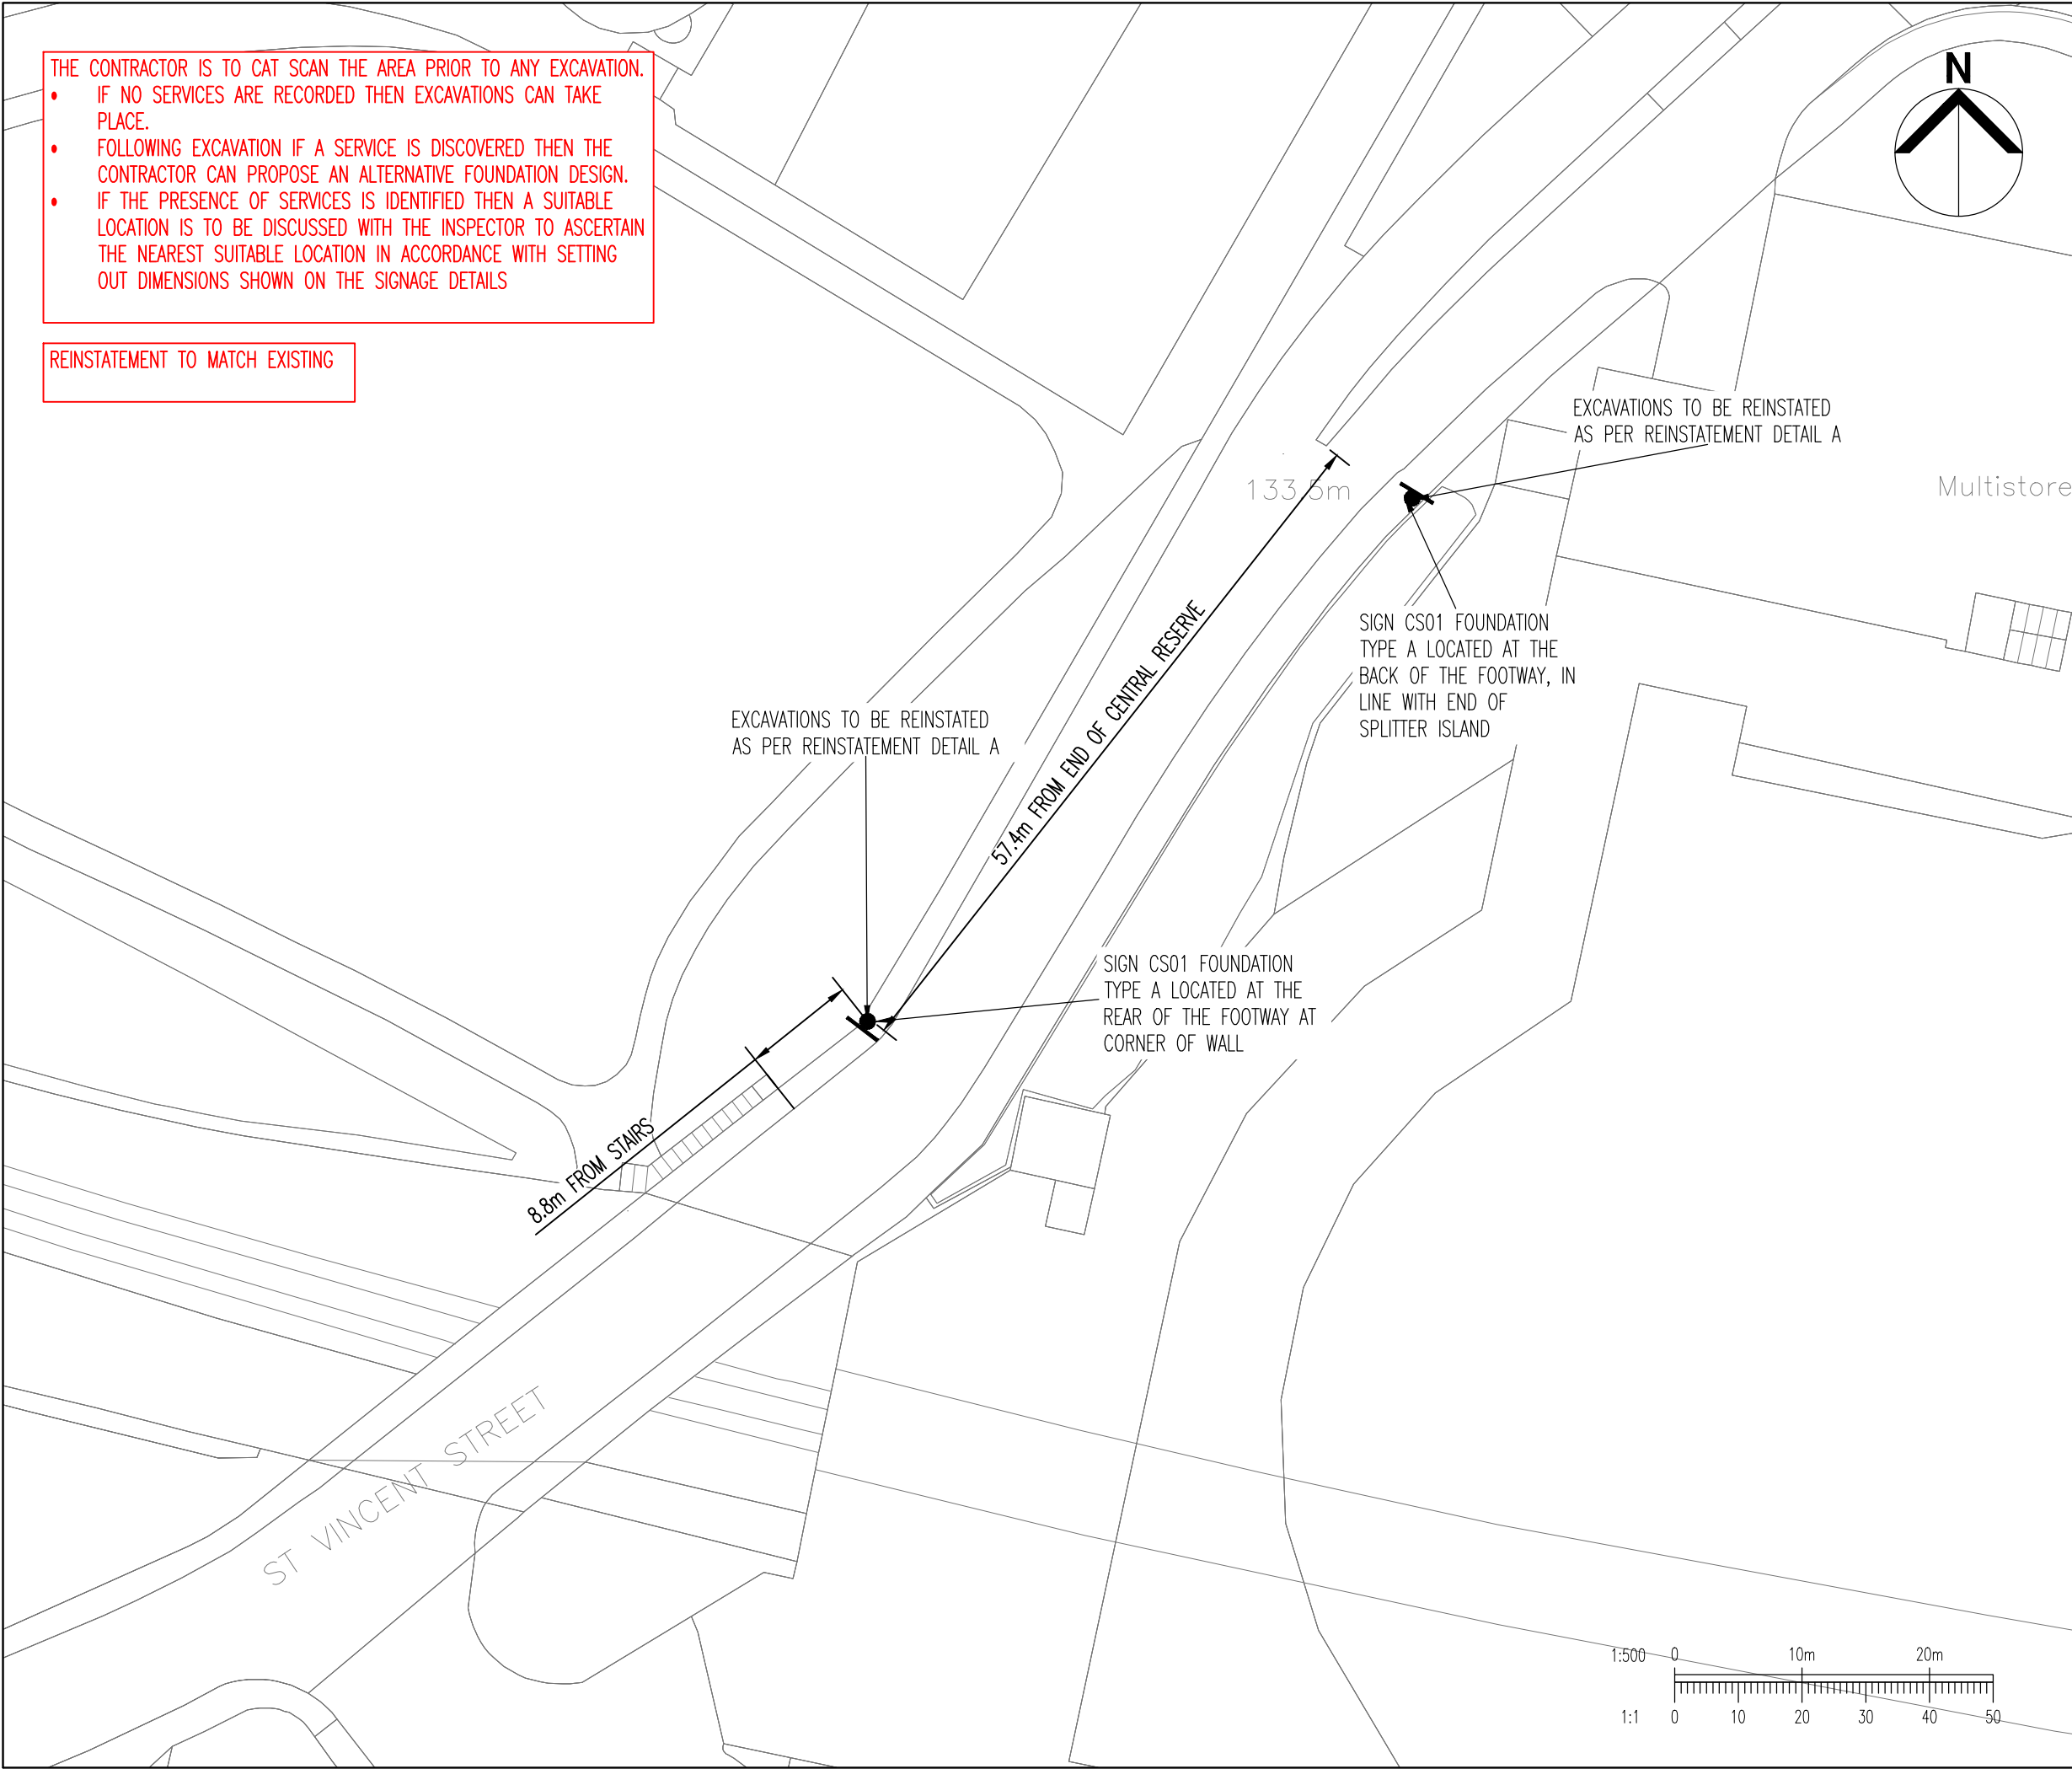 THE CONTRACTOR IS TO CAT SCAN THE AREA PRIOR TO ANY EXCAVATION.
• IF NO SERVICES ARE RECORDED THEN EXCAVATIONS CAN TAKE
PLACE.
• FOLLOWING EXCAVATION IF A SERVICE IS DISCOVERED THEN THE
CONTRACTOR CAN PROPOSE AN ALTERNATIVE FOUNDATION DESIGN.
• IF THE PRESENCE OF SERVICES IS IDENTIFIED THEN A SUITABLE
LOCATION IS TO BE DISCUSSED WITH THE INSPECTOR TO ASCERTAIN
THE NEAREST SUITABLE LOCATION IN ACCORDANCE WITH SETTING
OUT DIMENSIONS SHOWN ON THE SIGNAGE DETAILS
REINSTATEMENT TO MATCH EXISTING
N
EXCAVATIONS TO BE REINSTATED
AS PER REINSTATEMENT DETAIL A
133.5m
Multistore
SIGN CS01 FOUNDATION
TYPE A LOCATED AT THE
BACK OF THE FOOTWAY, IN
LINE WITH END OF
SPLITTER ISLAND
57.4m FROM END OF CENTRAL RESERVE
EXCAVATIONS TO BE REINSTATED
AS PER REINSTATEMENT DETAIL A
SIGN CS01 FOUNDATION
TYPE A LOCATED AT THE
REAR OF THE FOOTWAY AT
CORNER OF WALL
8.8m FROM STAIRS
ST VINCENT STREET
1:500 0 10m 20m
1:1 0 10 20 30 40 50